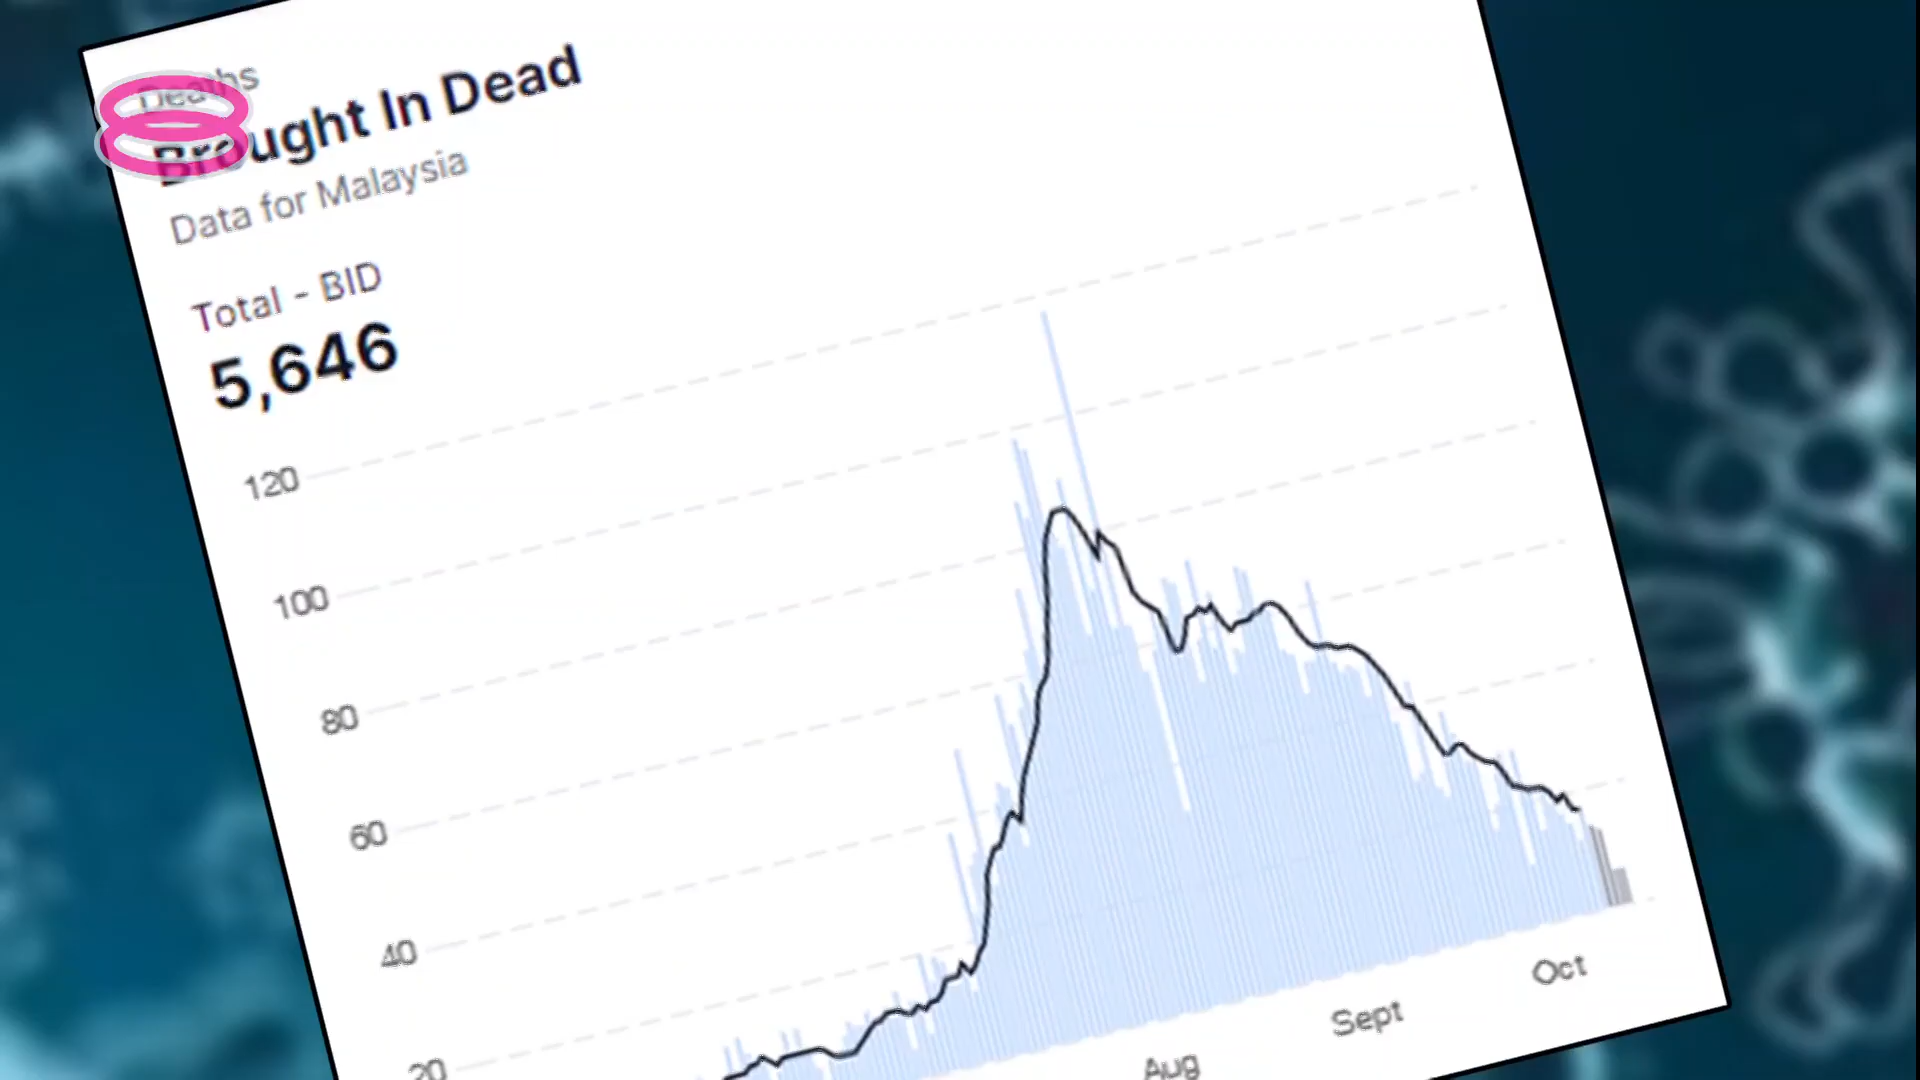 Deaths
Brought In Dead
Data for Malaysia
Total - BID
5,646
120
100
80
60
40
20
Aug
Sept
Oct